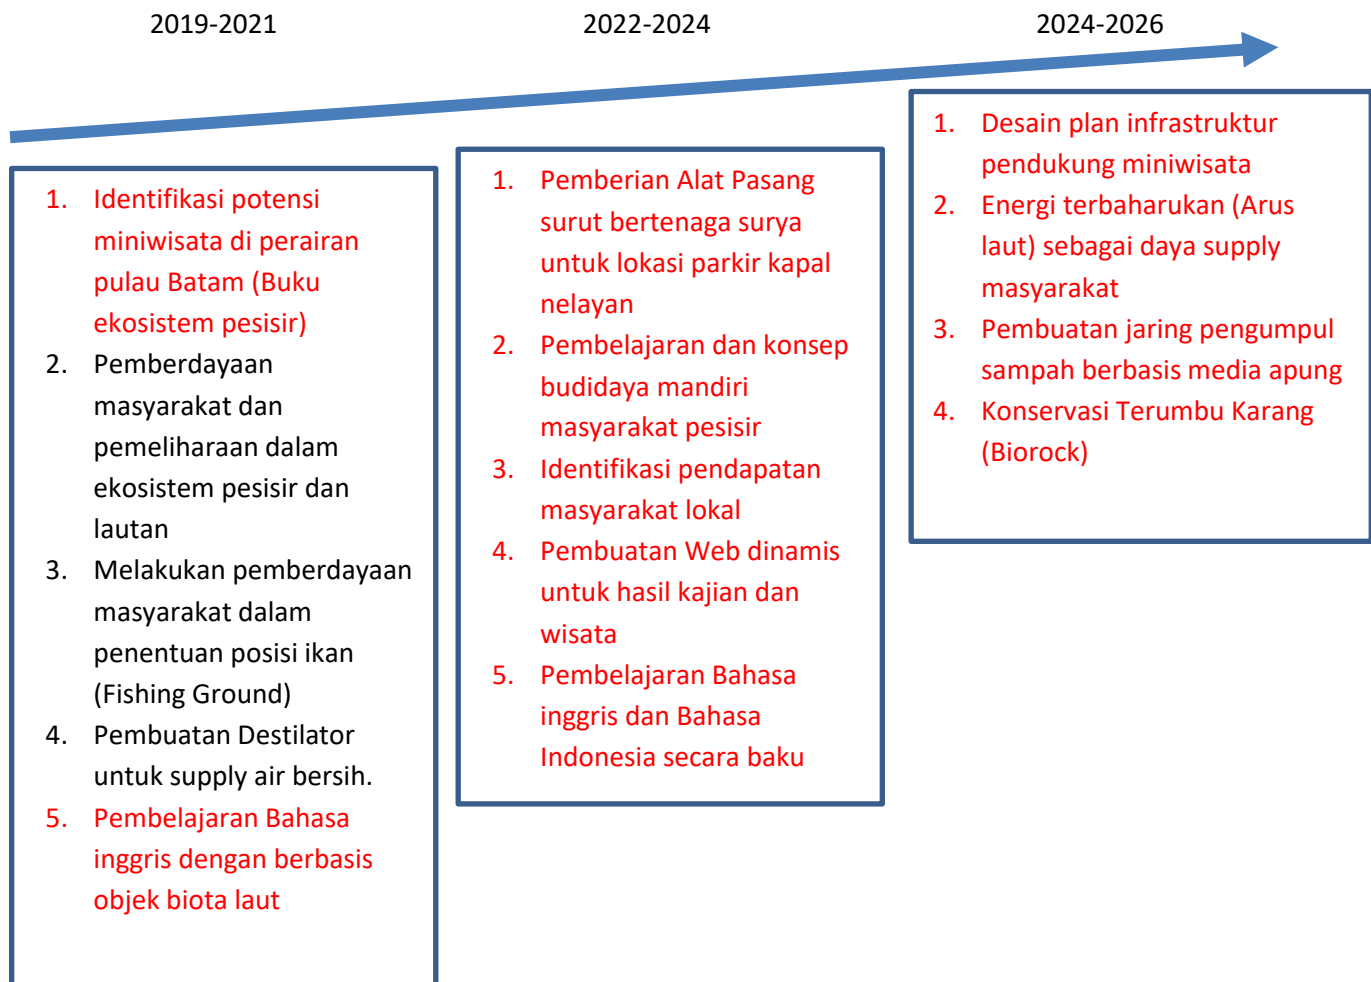 2019-2021
2022-2024
2024-2026
1. Identifikasi potensi
miniwisata di perairan
pulau Batam (Buku
ekosistem pesisir)
2. Pemberdayaan
masyarakat dan
pemeliharaan dalam
ekosistem pesisir dan
lautan
3. Melakukan pemberdayaan
masyarakat dalam
penentuan posisi ikan
(Fishing Ground)
4. Pembuatan Destilator
untuk supply air bersih.
5. Pembelajaran Bahasa
inggris dengan berbasis
objek biota laut
1. Pemberian Alat Pasang
surut bertenaga surya
untuk lokasi parkir kapal
nelayan
2. Pembelajaran dan konsep
budidaya mandiri
masyarakat pesisir
3. Identifikasi pendapatan
masyarakat lokal
4. Pembuatan Web dinamis
untuk hasil kajian dan
wisata
5. Pembelajaran Bahasa
inggris dan Bahasa
Indonesia secara baku
1. Desain plan infrastruktur
pendukung miniwisata
2. Energi terbaharukan (Arus
laut) sebagai daya supply
masyarakat
3. Pembuatan jaring pengumpul
sampah berbasis media apung
4. Konservasi Terumbu Karang
(Biorock)